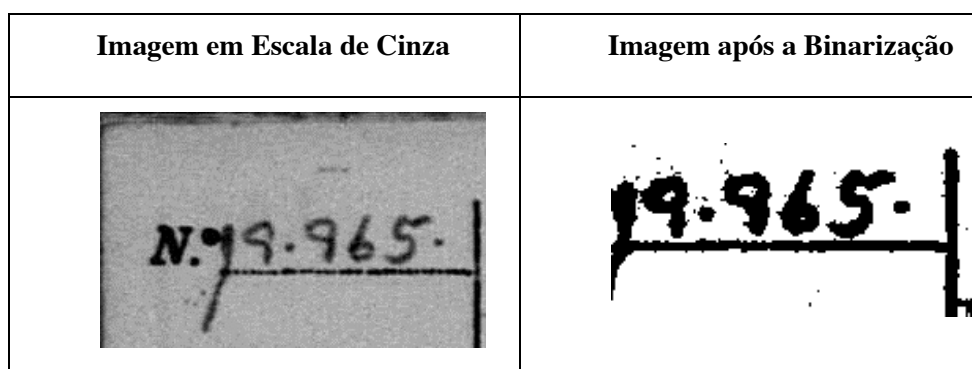 Imagem em Escala de Cinza
Imagem após a Binarização
N.º 19.965.
19.965.